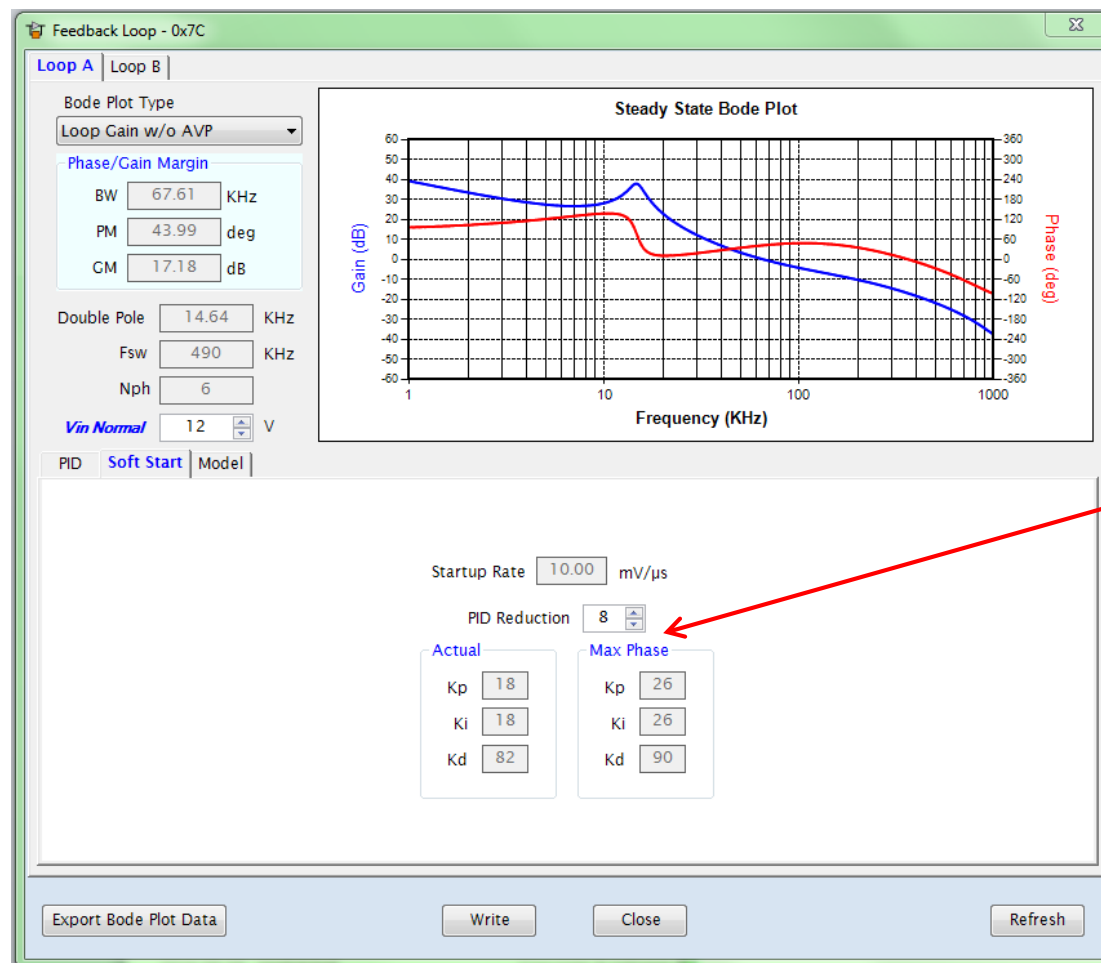 Feedback Loop - 0x7C
Loop A Loop B
Bode Plot Type
Loop Gain w/o AVP
Phase/Gain Margin
BW 67.61 KHz
PM 43.99 deg
GM 17.18 dB
Double Pole 14.64 KHz
Fsw 490 KHz
Nph 6
Vin Normal 12 V
Steady State Bode Plot
60 360
50 300
40 240
30 180
20 120
10 60
0 0
-10 -60
-20 -120
-30 -180
-40 -240
-50 -300
-60 -360
Gain (dB)
Phase (deg)
1 10 100 1000
Frequency (KHz)
PID Soft Start Model
Startup Rate 10.00 mV/µs
PID Reduction 8
Actual Max Phase
Kp 18 Kp 26
Ki 18 Ki 26
Kd 82 Kd 90
Export Bode Plot Data Write Close Refresh